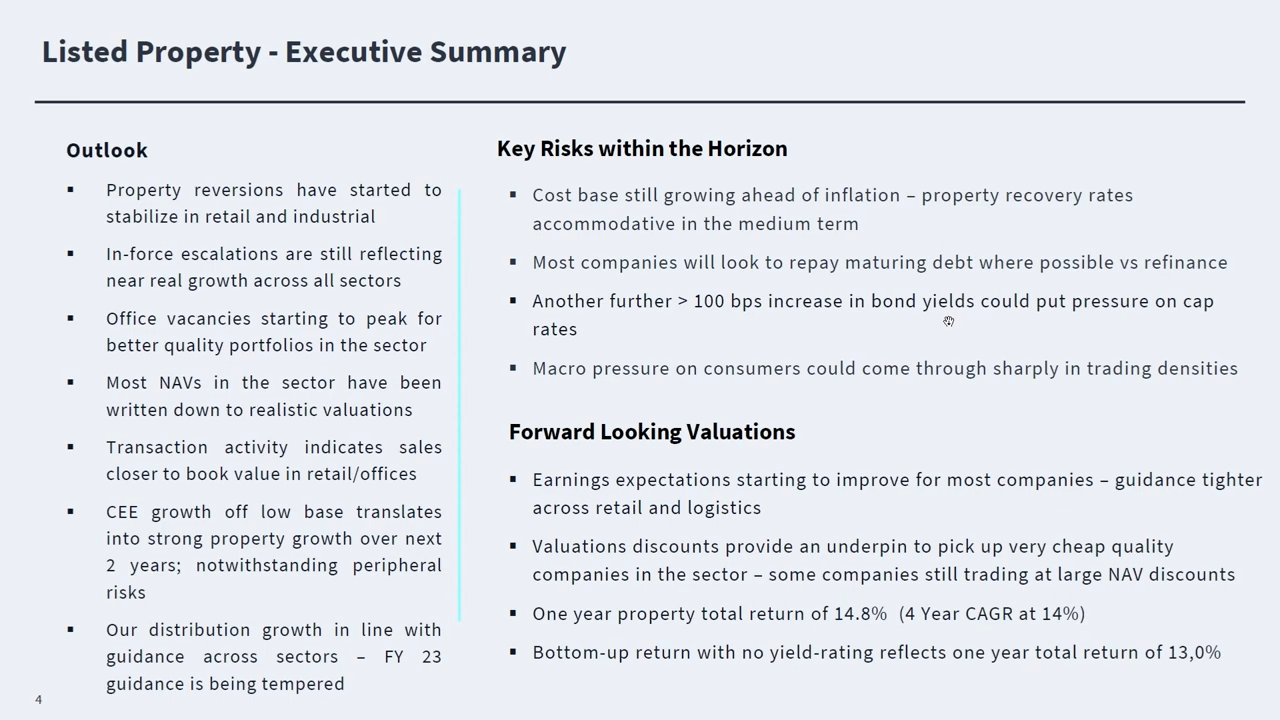 Listed Property - Executive Summary
Outlook
▪ Property reversions have started to
stabilize in retail and industrial
▪ In-force escalations are still reflecting
near real growth across all sectors
▪ Office vacancies starting to peak for
better quality portfolios in the sector
▪ Most NAVs in the sector have been
written down to realistic valuations
▪ Transaction activity indicates sales
closer to book value in retail/offices
▪ CEE growth off low base translates
into strong property growth over next
2 years; notwithstanding peripheral
risks
▪ Our distribution growth in line with
guidance across sectors – FY 23
guidance is being tempered
Key Risks within the Horizon
▪ Cost base still growing ahead of inflation – property recovery rates
accommodative in the medium term
▪ Most companies will look to repay maturing debt where possible vs refinance
▪ Another further > 100 bps increase in bond yields could put pressure on cap
rates
▪ Macro pressure on consumers could come through sharply in trading densities
Forward Looking Valuations
▪ Earnings expectations starting to improve for most companies – guidance tighter
across retail and logistics
▪ Valuations discounts provide an underpin to pick up very cheap quality
companies in the sector – some companies still trading at large NAV discounts
▪ One year property total return of 14.8% (4 Year CAGR at 14%)
▪ Bottom-up return with no yield-rating reflects one year total return of 13,0%
4